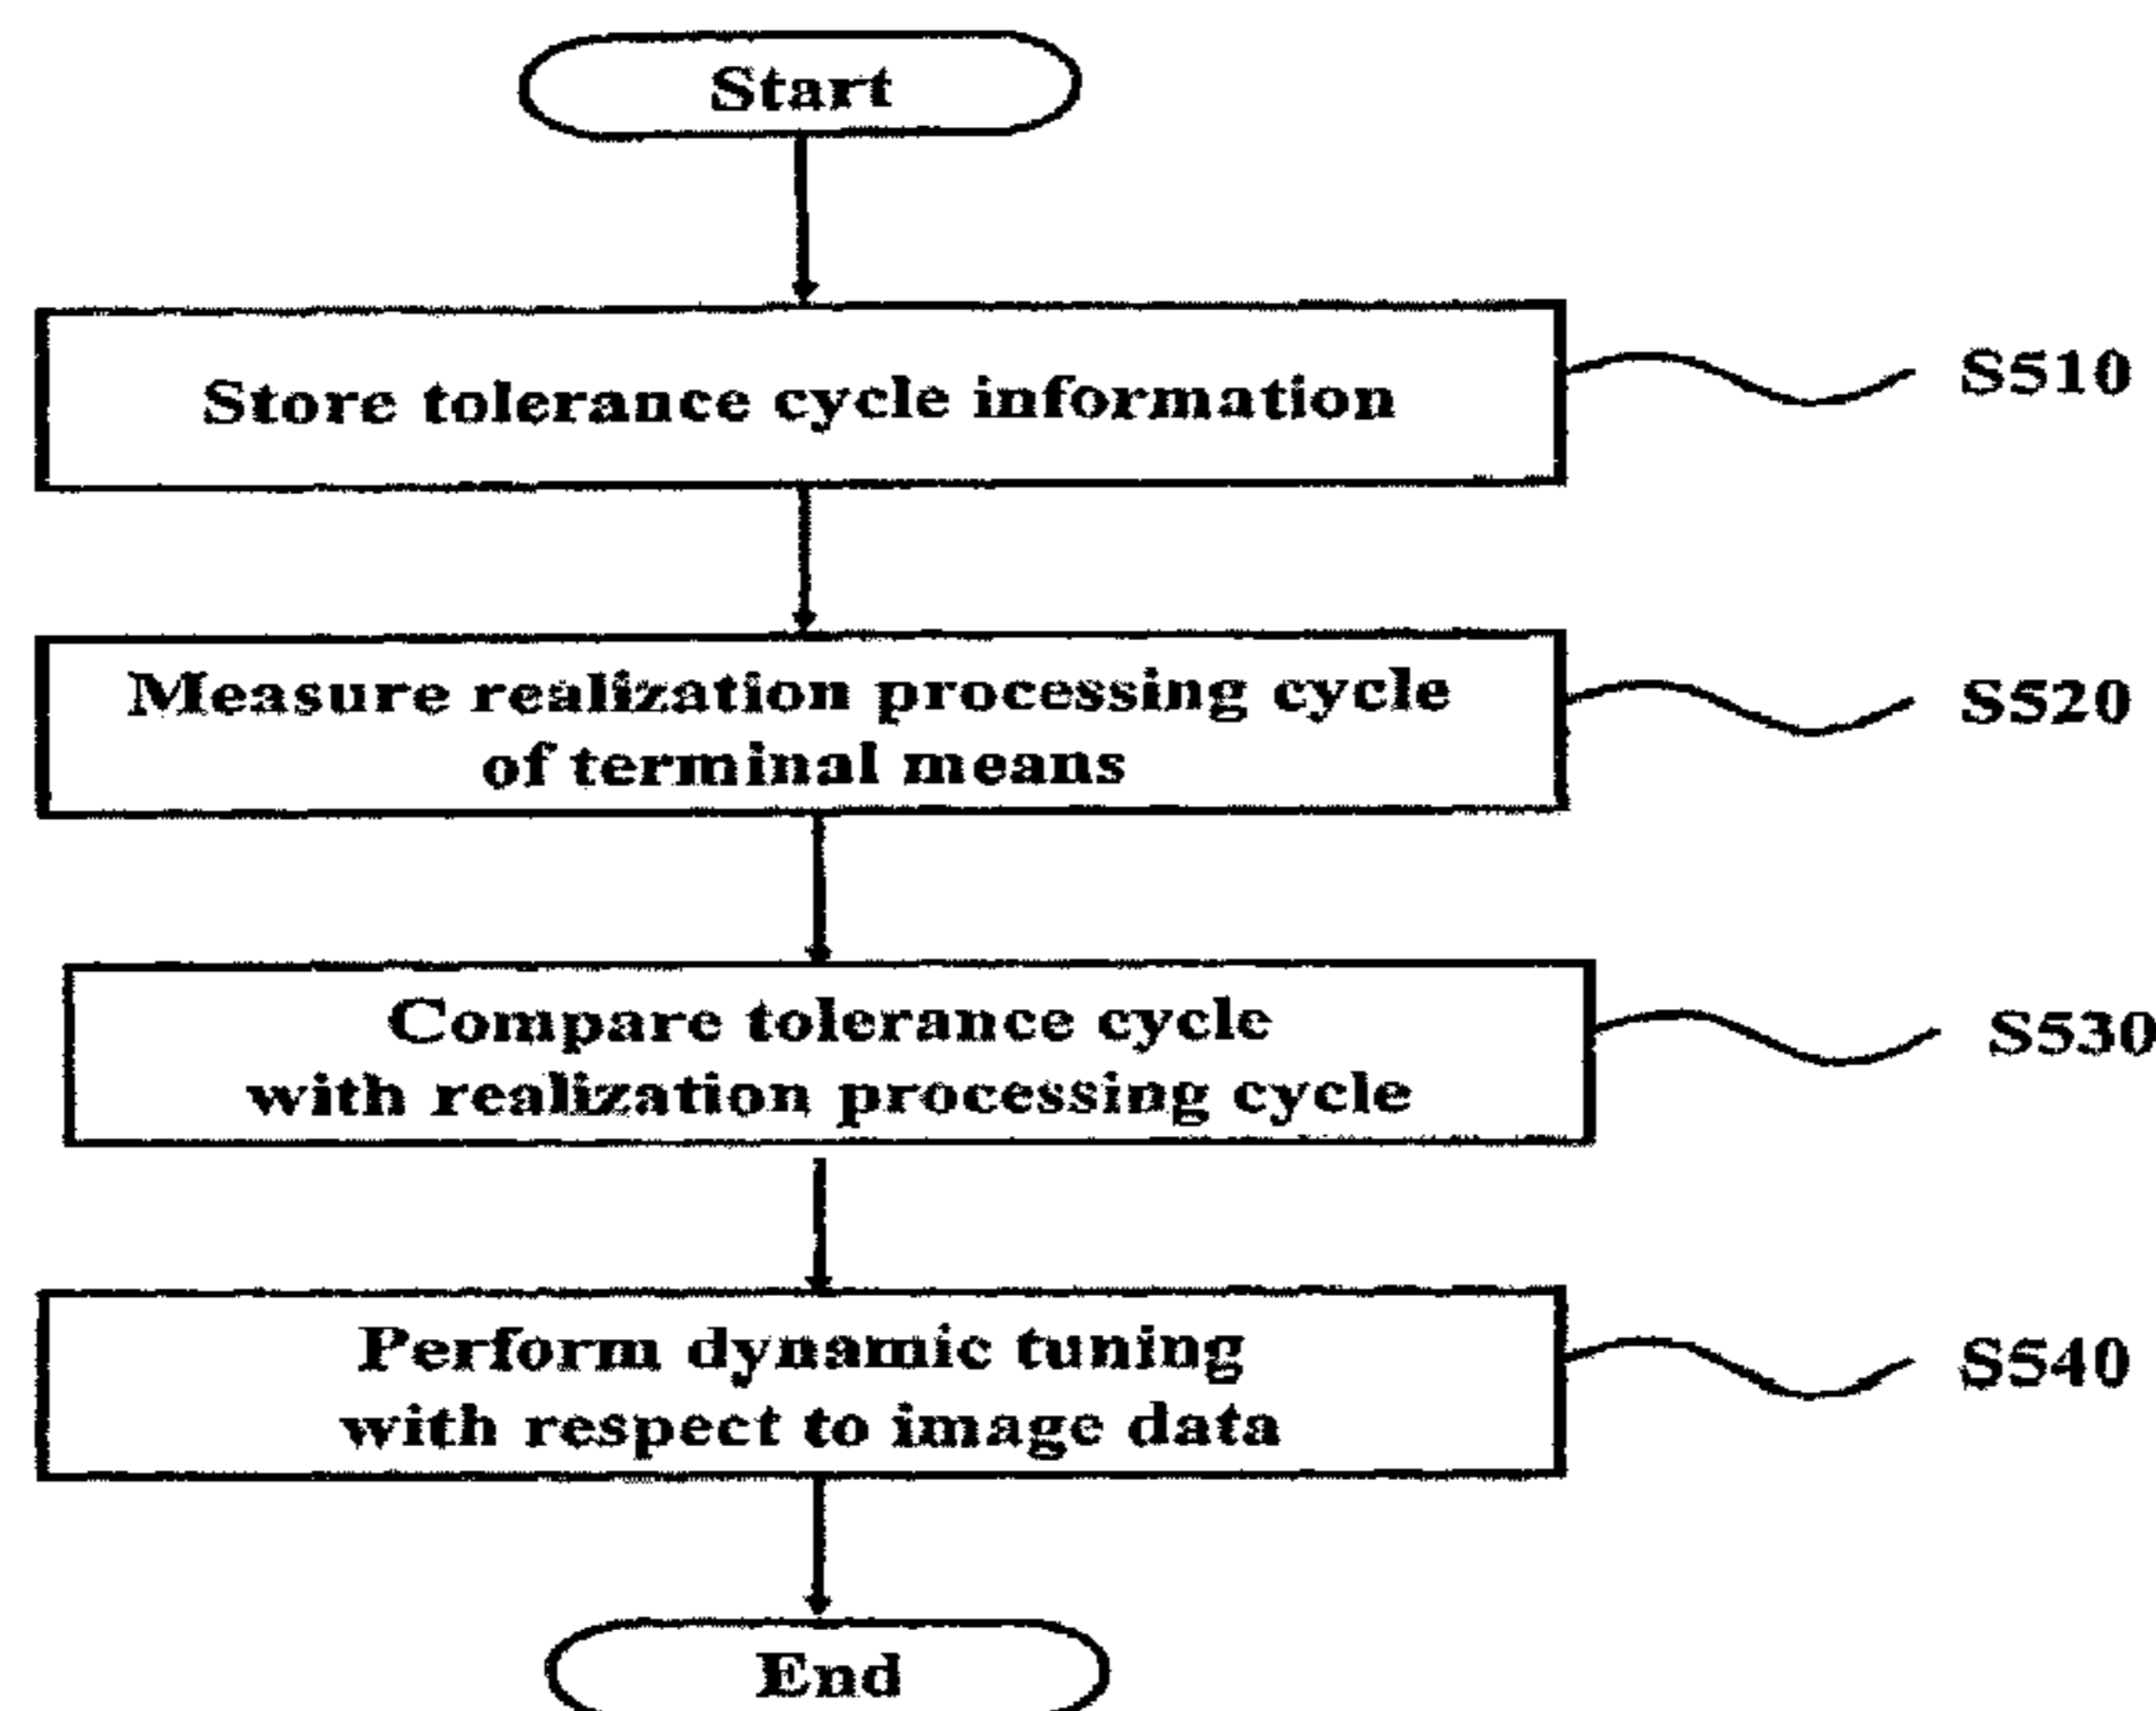 Start
Store tolerance cycle information
S510
Measure realization processing cycle
of terminal means
S520
Compare tolerance cycle
with realization processing cycle
S530
Perform dynamic tuning
with respect to image data
S540
End